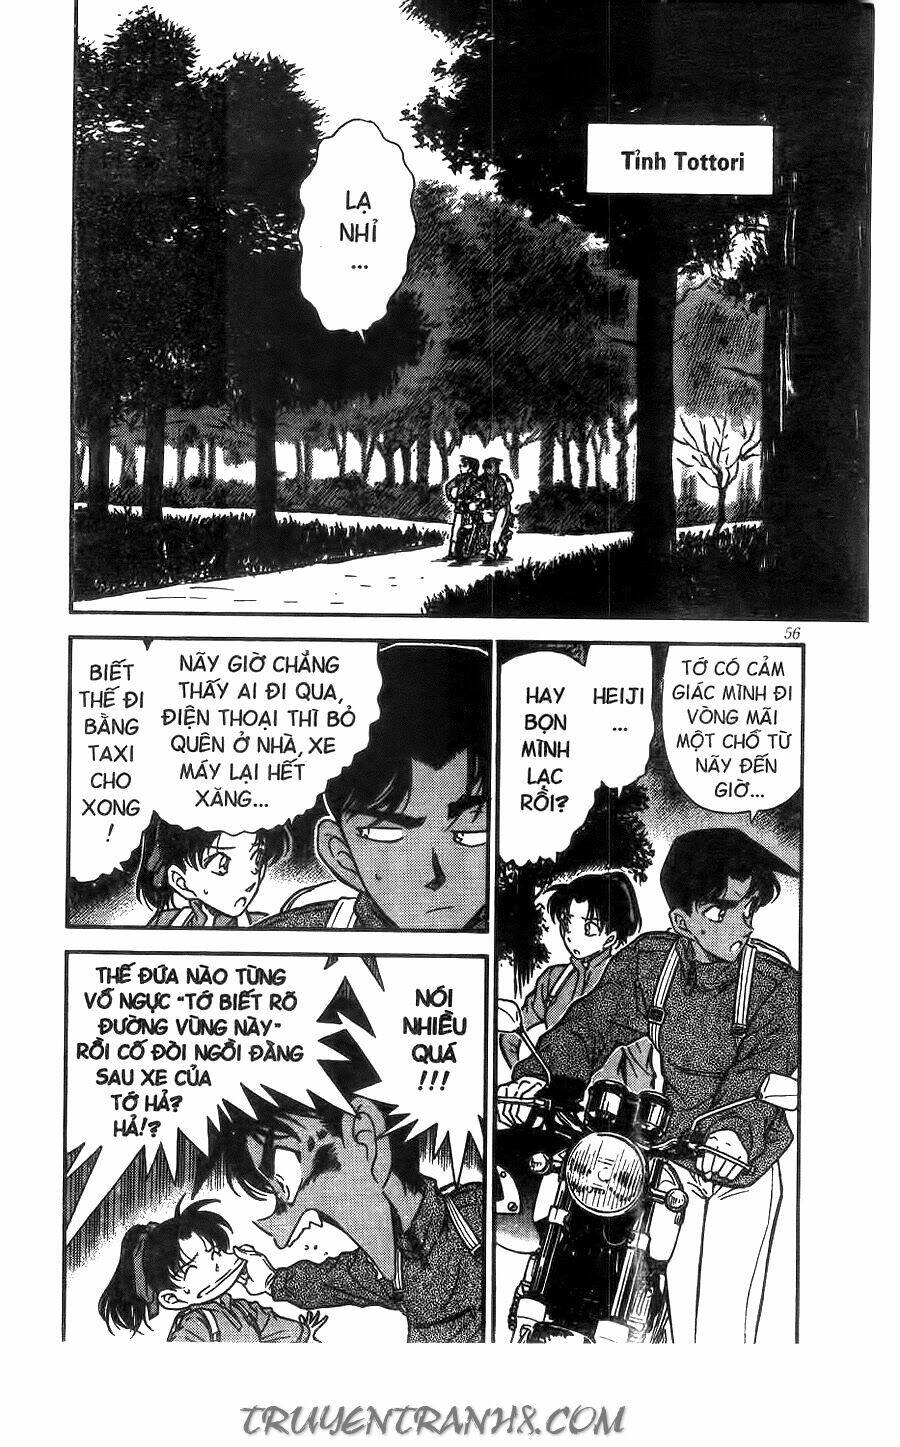 Tỉnh Tottori
LẠ
NHỈ
...
56
TỚ CÓ CẢM
GIÁC MÌNH ĐI
VÒNG MÃI
MỘT CHỖ TỪ
NÃY ĐẾN
GIỜ...
HEIJI
...
HAY
BỌN
MÌNH
LẠC
RỒI?
NÃY GIỜ CHẲNG
THẤY AI ĐI QUA,
ĐIỆN THOẠI THÌ BỎ
QUÊN Ở NHÀ, XE
MÁY LẠI HẾT
XĂNG...
BIẾT
THẾ ĐI
BẰNG
TAXI
CHO
XONG
!
NÓI
NHIỀU
QUÁ
!!!
THẾ ĐỨA NÀO TỪNG
VỖ NGỰC "TỚ BIẾT RÕ
ĐƯỜNG VÙNG NÀY"
RỒI CỐ ĐÒI NGỒI ĐẰNG
SAU XE CỦA
TỚ HẢ?
HẢ!?
TRUYENTRANH8.COM